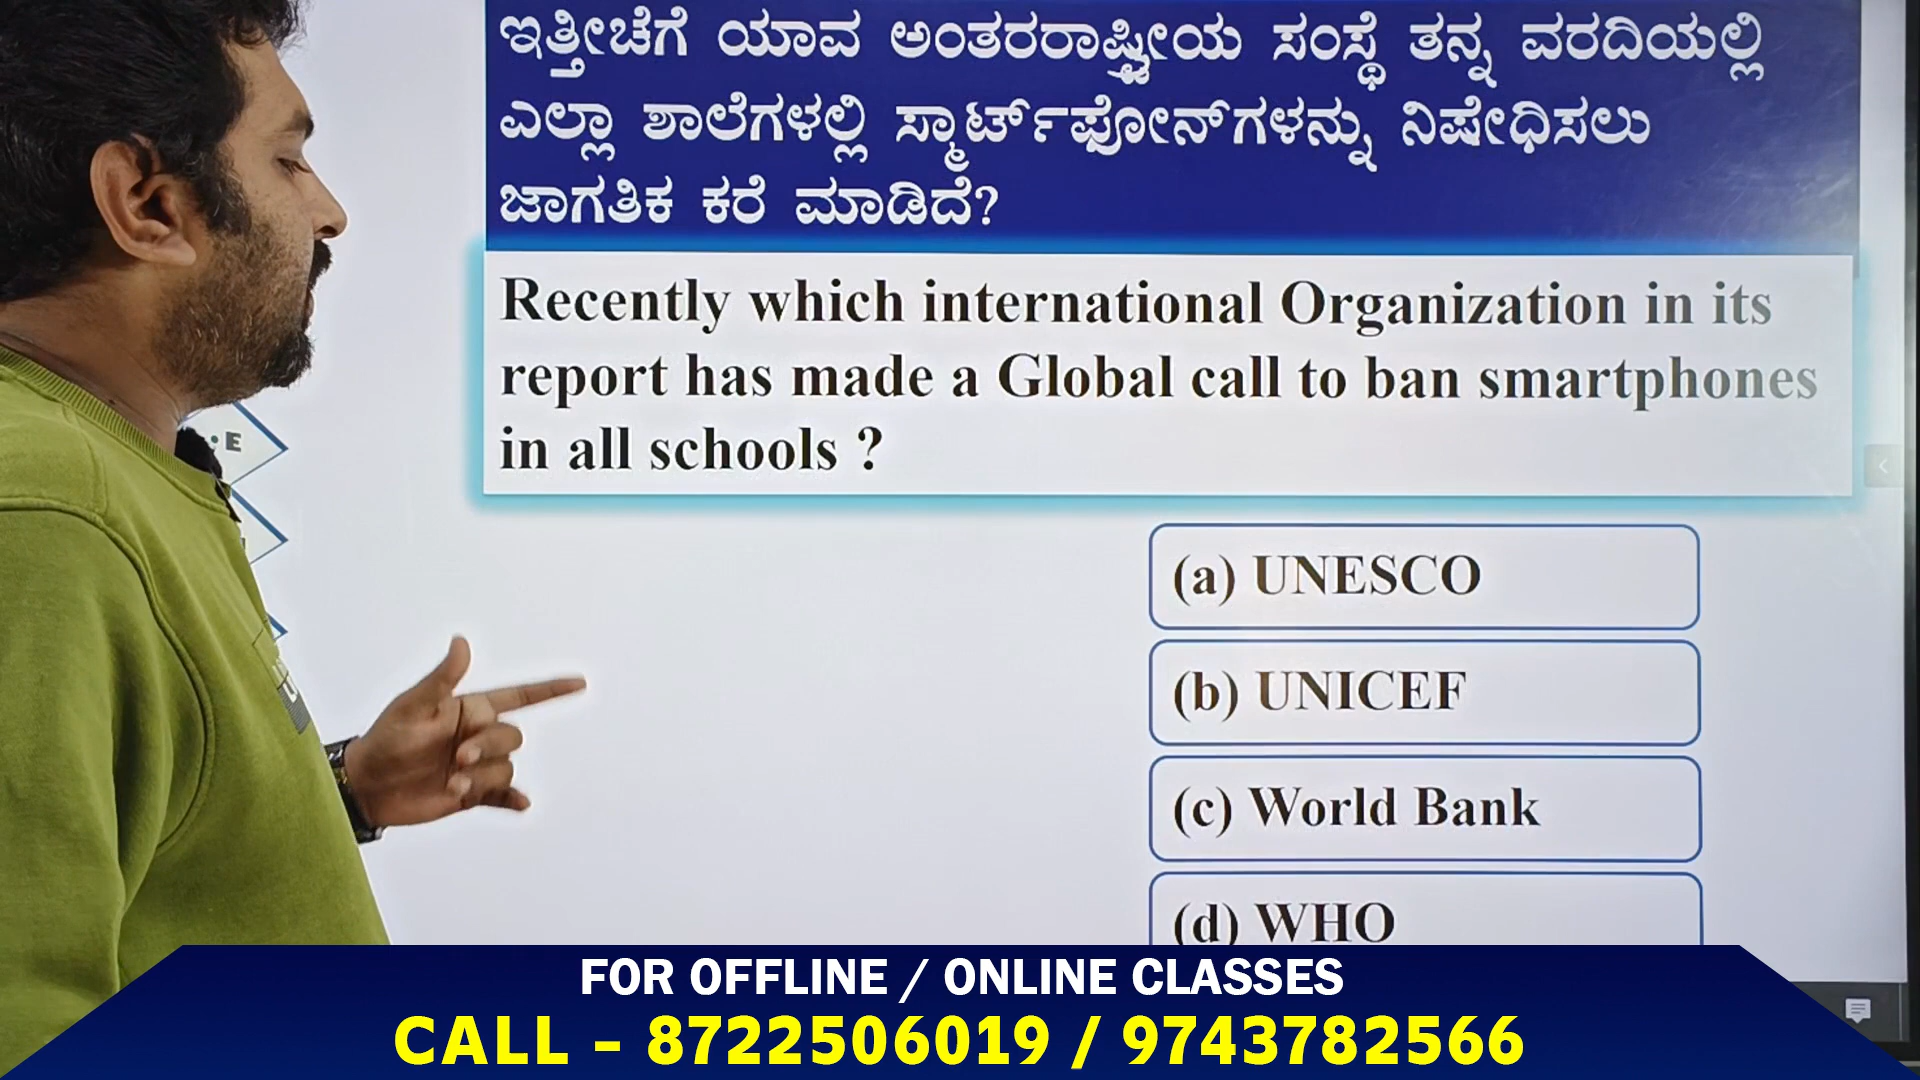 ಇತ್ತೀಚೆಗೆ ಯಾವ ಅಂತರರಾಷ್ಟ್ರೀಯ ಸಂಸ್ಥೆ ತನ್ನ ವರದಿಯಲ್ಲಿ
ಎಲ್ಲಾ ಶಾಲೆಗಳಲ್ಲಿ ಸ್ಮಾರ್ಟ್‌ಫೋನ್‌ಗಳನ್ನು ನಿಷೇಧಿಸಲು
ಜಾಗತಿಕ ಕರೆ ಮಾಡಿದೆ?
Recently which international Organization in its
report has made a Global call to ban smartphones
in all schools ?
E
(a) UNESCO
(b) UNICEF
(c) World Bank
(d) WHO
FOR OFFLINE / ONLINE CLASSES
CALL – 8722506019 / 9743782566